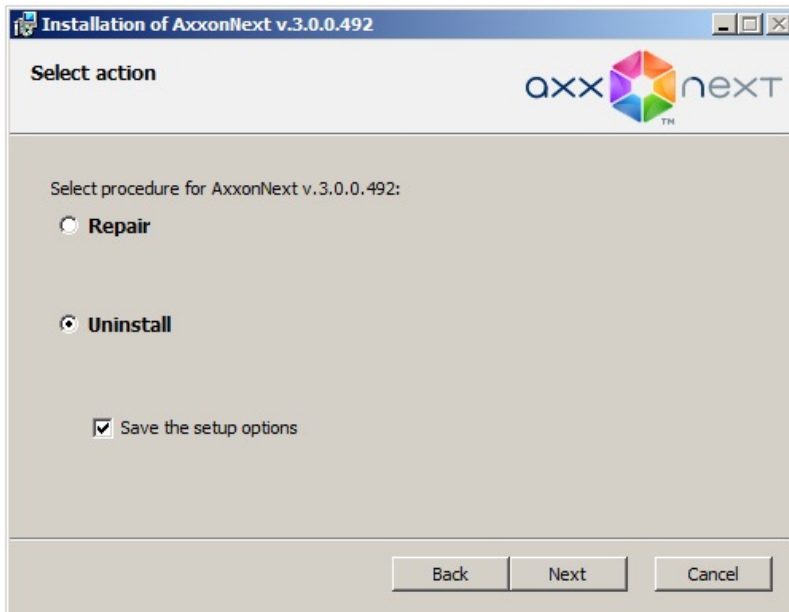 Installation of AxxonNext v.3.0.0.492
Select action
axx next
TM
Select procedure for AxxonNext v.3.0.0.492:
Repair
Uninstall
Save the setup options
Back Next Cancel